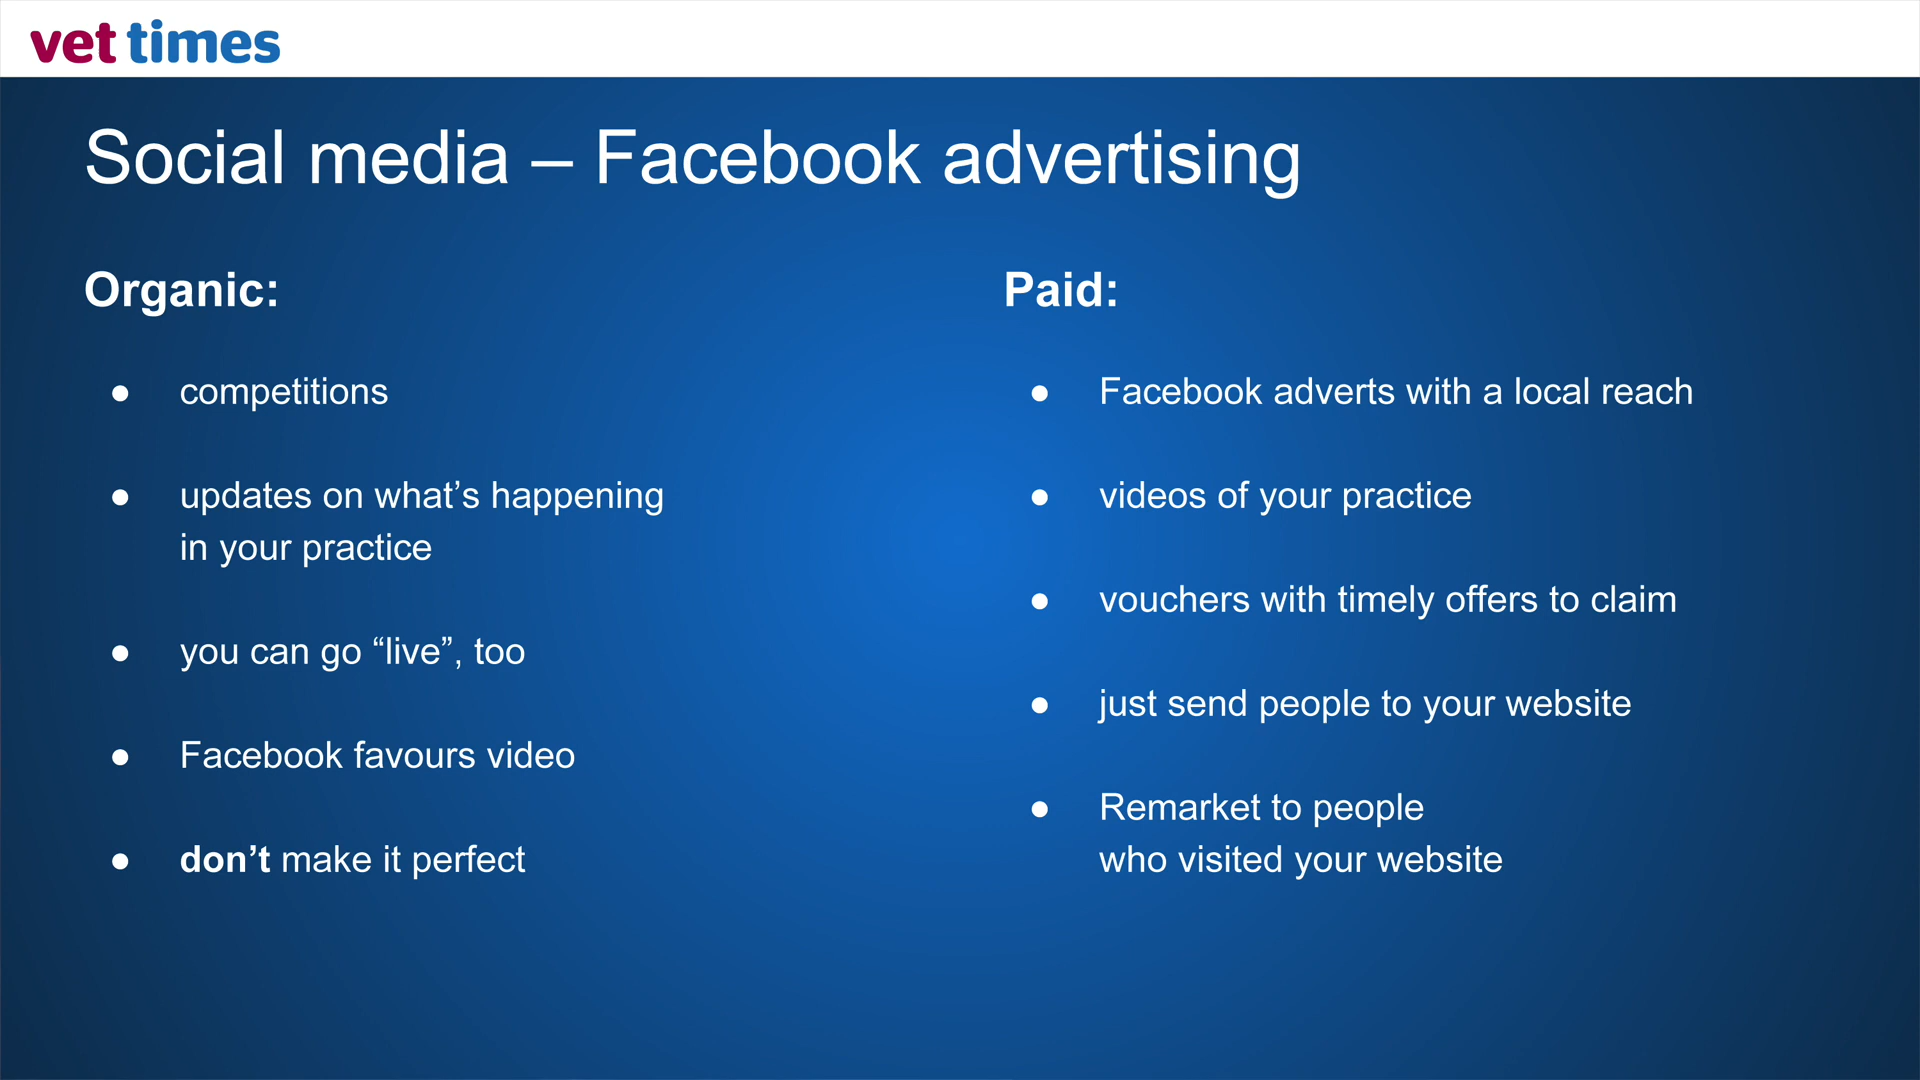 vet times
Social media – Facebook advertising
Organic:
● competitions
● updates on what’s happening
in your practice
● you can go “live”, too
● Facebook favours video
● don’t make it perfect
Paid:
● Facebook adverts with a local reach
● videos of your practice
● vouchers with timely offers to claim
● just send people to your website
● Remarket to people
who visited your website